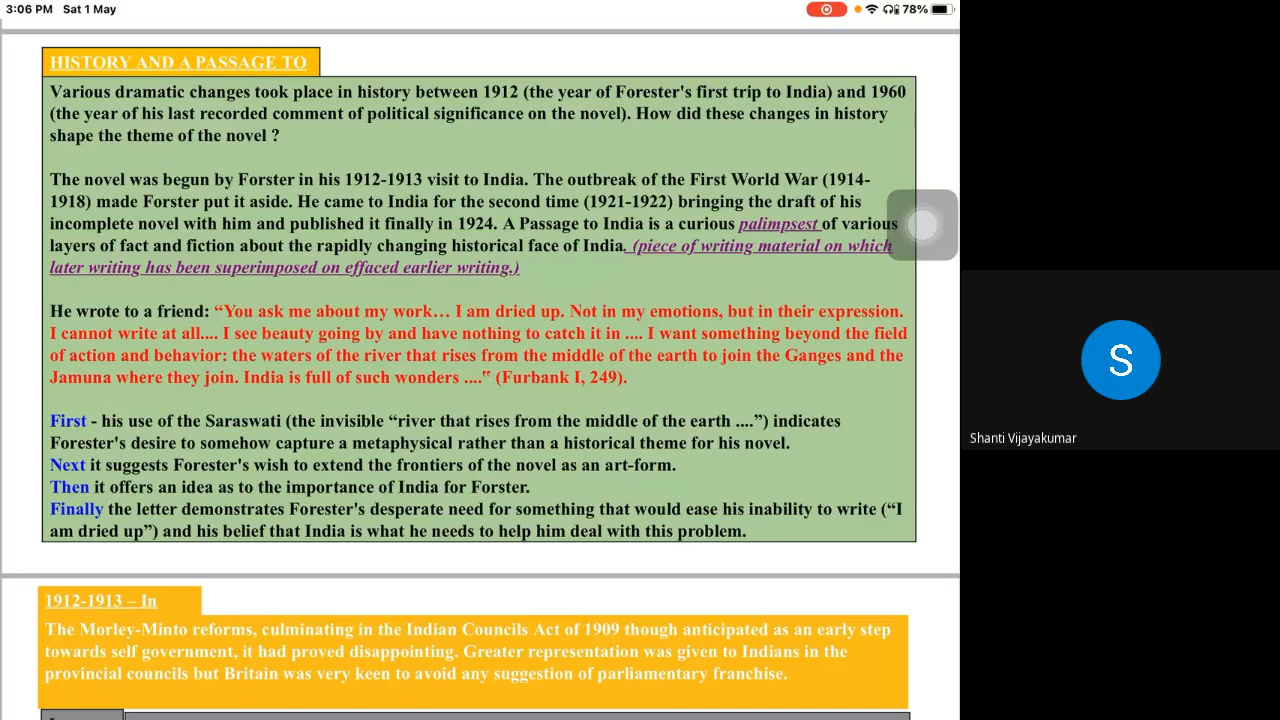 3:06 PM Sat 1 May
78%
HISTORY AND A PASSAGE TO
Various dramatic changes took place in history between 1912 (the year of Forester's first trip to India) and 1960
(the year of his last recorded comment of political significance on the novel). How did these changes in history
shape the theme of the novel ?
The novel was begun by Forster in his 1912-1913 visit to India. The outbreak of the First World War (1914-
1918) made Forster put it aside. He came to India for the second time (1921-1922) bringing the draft of his
incomplete novel with him and published it finally in 1924. A Passage to India is a curious palimpsest of various
layers of fact and fiction about the rapidly changing historical face of India. (piece of writing material on which
later writing has been superimposed on effaced earlier writing.)
He wrote to a friend: “You ask me about my work… I am dried up. Not in my emotions, but in their expression.
I cannot write at all.... I see beauty going by and have nothing to catch it in .... I want something beyond the field
of action and behavior: the waters of the river that rises from the middle of the earth to join the Ganges and the
Jamuna where they join. India is full of such wonders ....‟ (Furbank I, 249).
First - his use of the Saraswati (the invisible “river that rises from the middle of the earth ....”) indicates
Forester's desire to somehow capture a metaphysical rather than a historical theme for his novel.
Next it suggests Forester's wish to extend the frontiers of the novel as an art-form.
Then it offers an idea as to the importance of India for Forster.
Finally the letter demonstrates Forester's desperate need for something that would ease his inability to write (“I
am dried up”) and his belief that India is what he needs to help him deal with this problem.
S
Shanti Vijayakumar
1912-1913 – In
The Morley-Minto reforms, culminating in the Indian Councils Act of 1909 though anticipated as an early step
towards self government, it had proved disappointing. Greater representation was given to Indians in the
provincial councils but Britain was very keen to avoid any suggestion of parliamentary franchise.